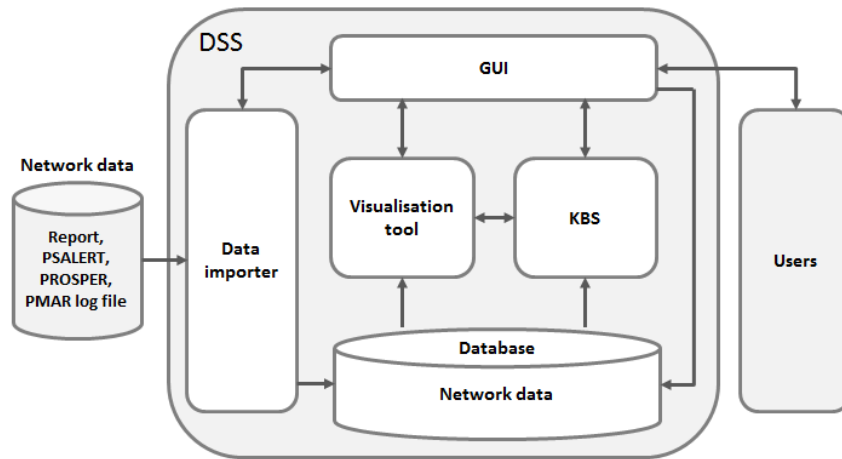 DSS
GUI
Network data
Report,
PSALERT,
PROSPER,
PMAR log file
Data
importer
Visualisation
tool
KBS
Users
Database
Network data